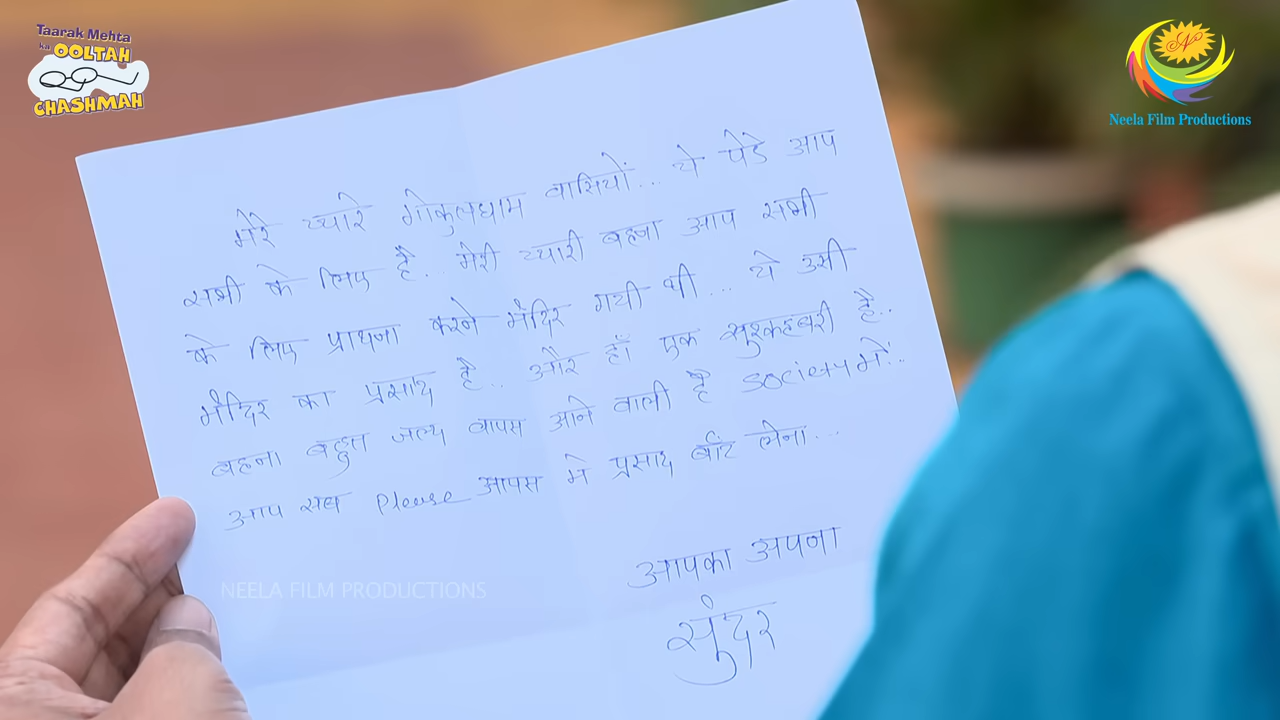 Taarak Mehta
ka OOLTAH
CHASHMAH
Neela Film Productions
मेरे प्यारे गोकुलधाम वासियों... ये पेडे आप
सभी के लिए है.. मेरी प्यारी बहना आप सभी
के लिए प्राथना करने मंदिर गयी थी... ये उसी
मंदिर का प्रसाद है.. और हाँ एक खुशखबरी है..
बहना बहुत जल्द वापस आने वाली है society में..
आप सब Please आपस मे प्रसाद बाँट लेना...
आपका अपना
सुंदर
NEELA FILM PRODUCTIONS